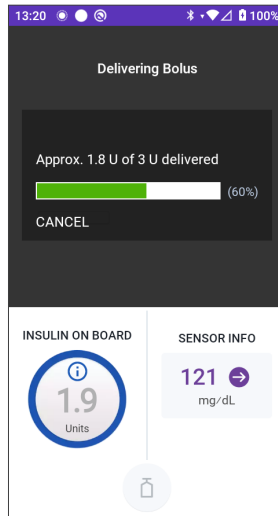 13:20 100%
Delivering Bolus
Approx. 1.8 U of 3 U delivered
(60%)
CANCEL
INSULIN ON BOARD
1.9
Units
SENSOR INFO
121
mg/dL